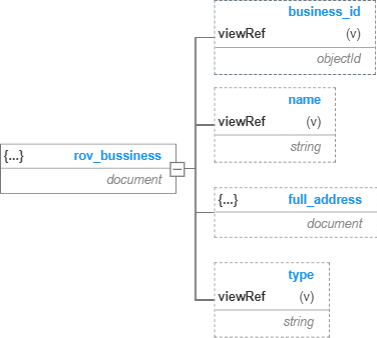 business_id
viewRef (v)
objectId
name
viewRef (v)
string
{...} rov_bussiness
document
{...} full_address
document
type
viewRef (v)
string